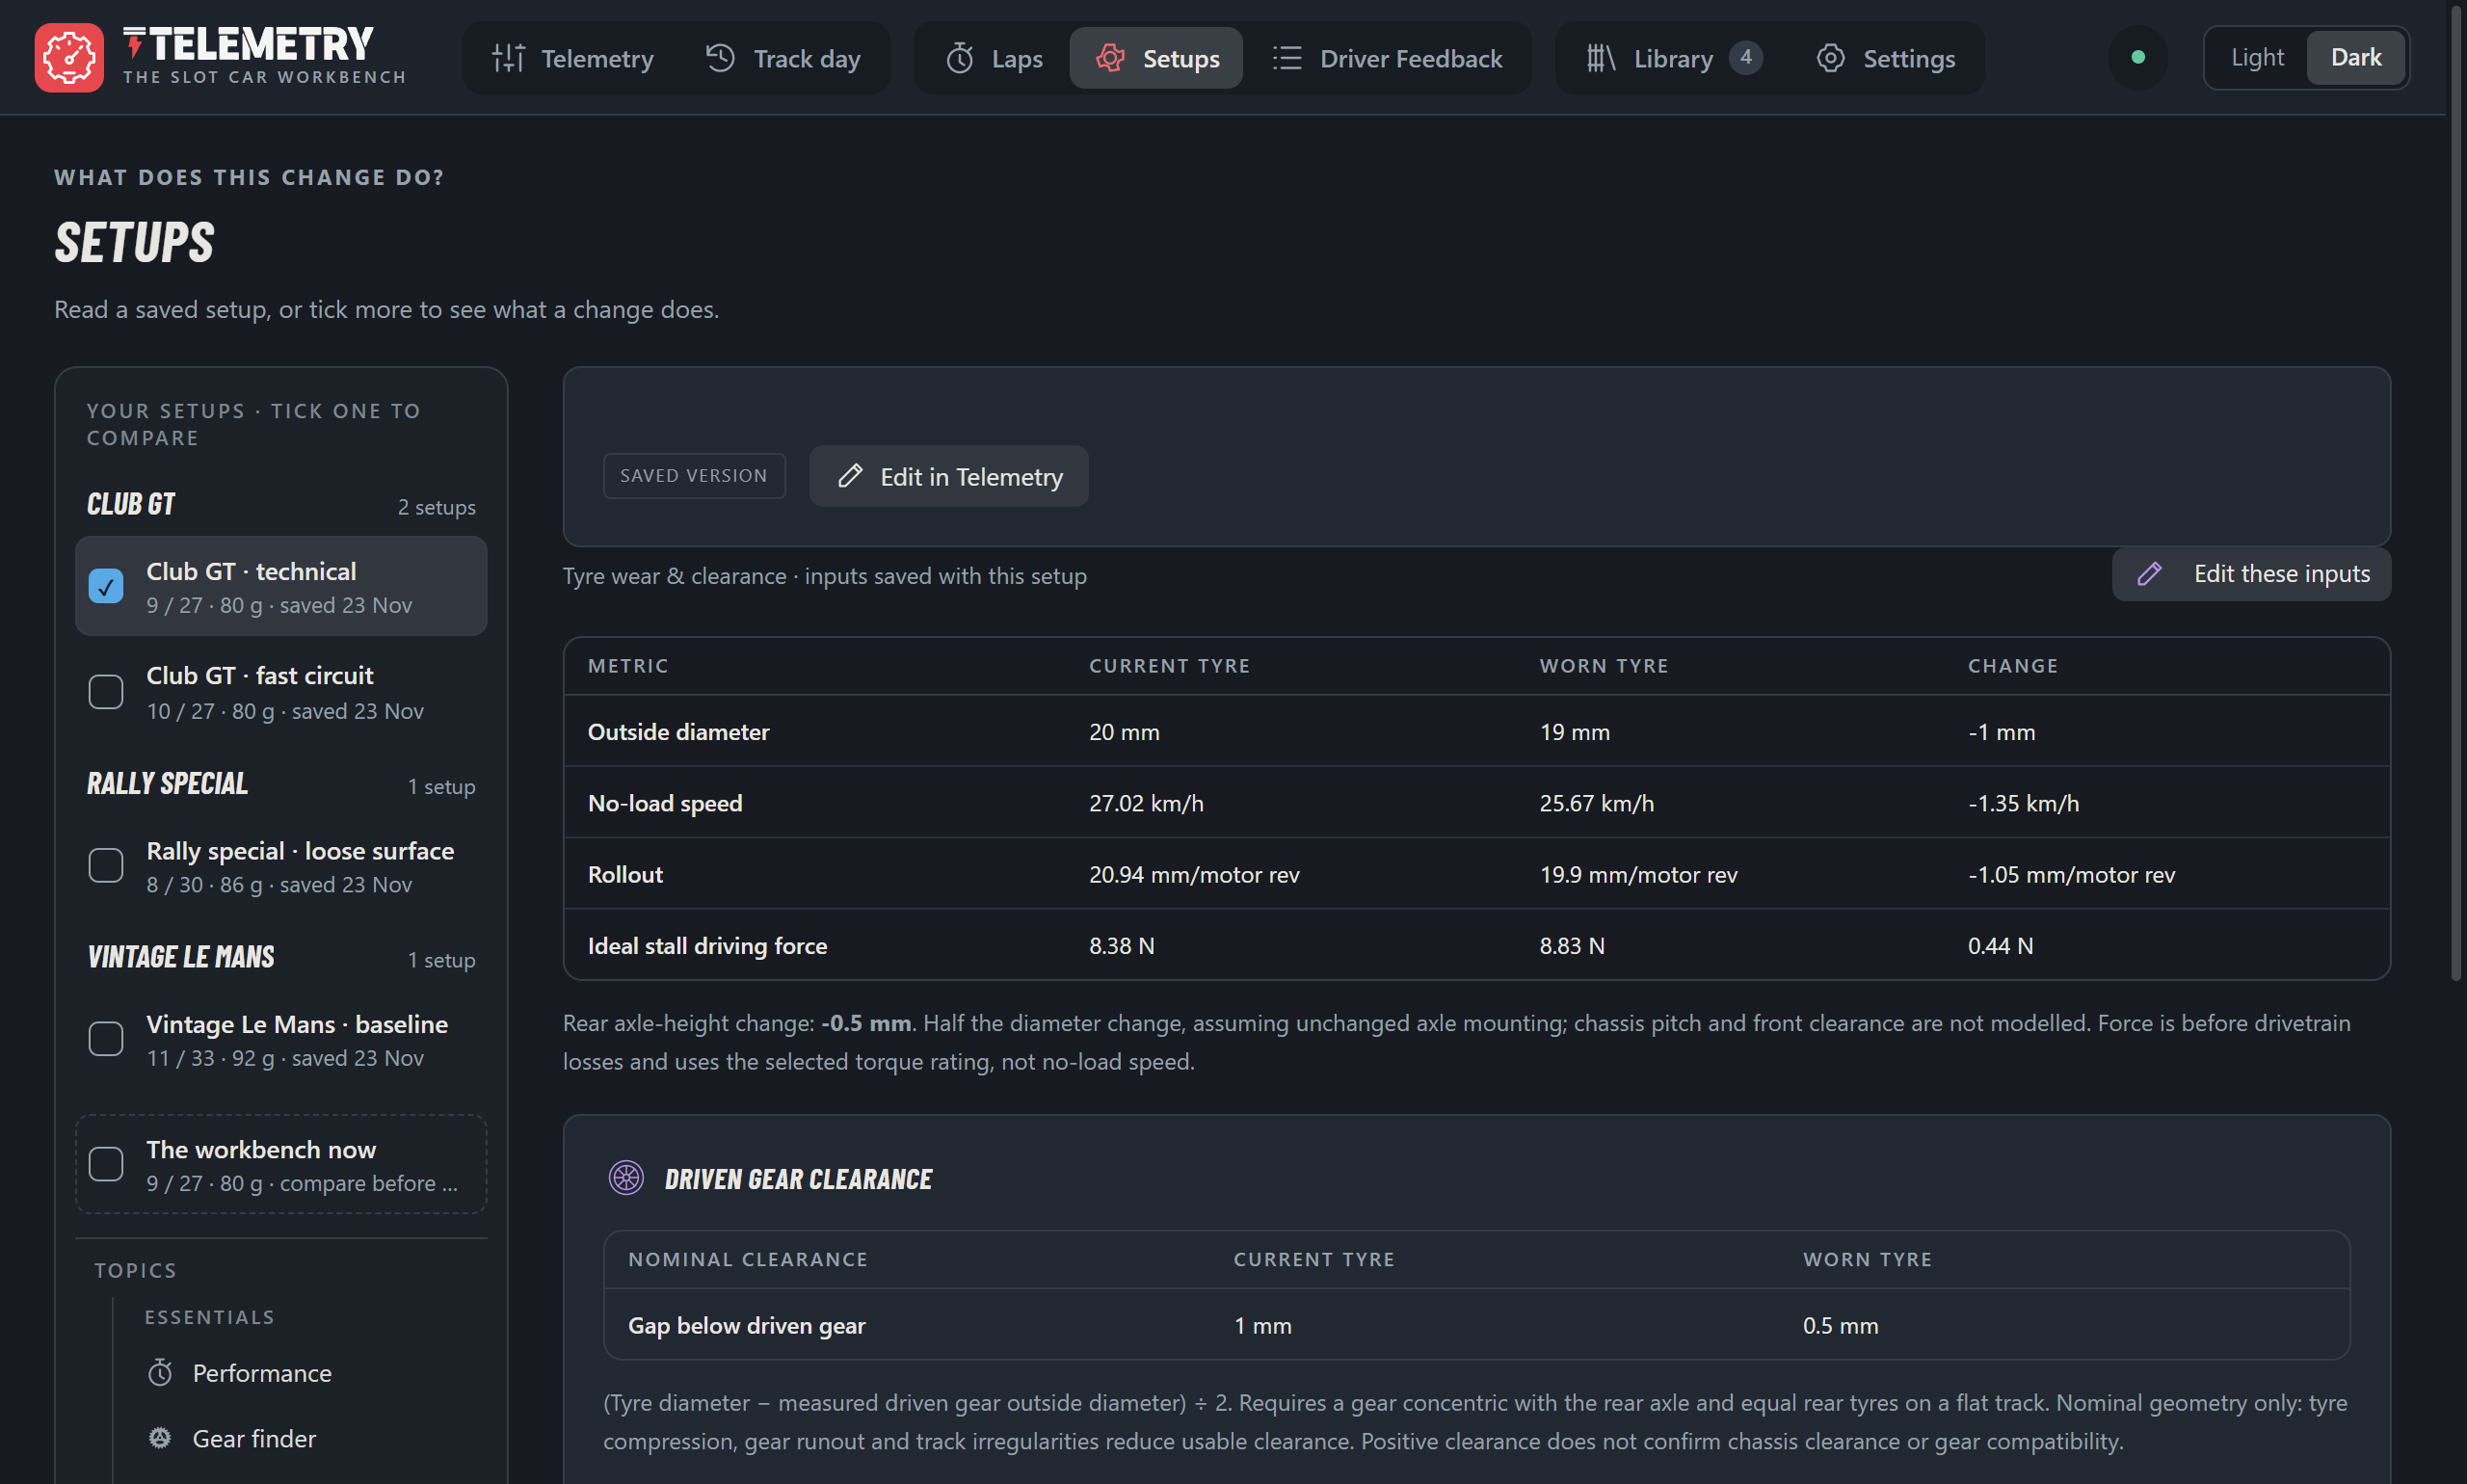 TELEMETRY
THE SLOT CAR WORKBENCH
Telemetry
Track day
Laps
Setups
Driver Feedback
Library 4
Settings
Light
Dark
WHAT DOES THIS CHANGE DO?
SETUPS
Read a saved setup, or tick more to see what a change does.
YOUR SETUPS · TICK ONE TO
COMPARE
CLUB GT 2 setups
Club GT · technical
9 / 27 · 80 g · saved 23 Nov
Club GT · fast circuit
10 / 27 · 80 g · saved 23 Nov
RALLY SPECIAL 1 setup
Rally special · loose surface
8 / 30 · 86 g · saved 23 Nov
VINTAGE LE MANS 1 setup
Vintage Le Mans · baseline
11 / 33 · 92 g · saved 23 Nov
The workbench now
9 / 27 · 80 g · compare before ...
TOPICS
ESSENTIALS
Performance
Gear finder
SAVED VERSION
Edit in Telemetry
Tyre wear & clearance · inputs saved with this setup
Edit these inputs
METRIC CURRENT TYRE WORN TYRE CHANGE
Outside diameter 20 mm 19 mm -1 mm
No-load speed 27.02 km/h 25.67 km/h -1.35 km/h
Rollout 20.94 mm/motor rev 19.9 mm/motor rev -1.05 mm/motor rev
Ideal stall driving force 8.38 N 8.83 N 0.44 N
Rear axle-height change: -0.5 mm. Half the diameter change, assuming unchanged axle mounting; chassis pitch and front clearance are not modelled. Force is before drivetrain
losses and uses the selected torque rating, not no-load speed.
DRIVEN GEAR CLEARANCE
NOMINAL CLEARANCE CURRENT TYRE WORN TYRE
Gap below driven gear 1 mm 0.5 mm
(Tyre diameter − measured driven gear outside diameter) ÷ 2. Requires a gear concentric with the rear axle and equal rear tyres on a flat track. Nominal geometry only: tyre
compression, gear runout and track irregularities reduce usable clearance. Positive clearance does not confirm chassis clearance or gear compatibility.